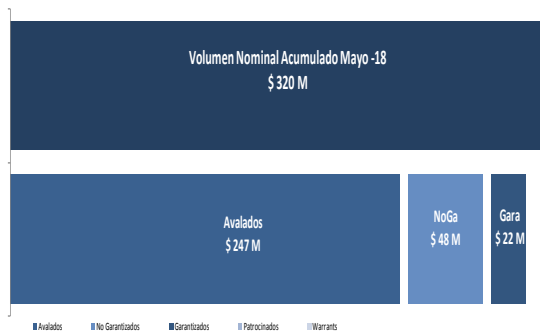 Volumen Nominal Acumulado Mayo -18
$ 320 M
Avalados
$ 247 M
NoGa
$ 48 M
Gara
$ 22 M
Avalados No Garantizados Garantizados Patrocinados Warrants